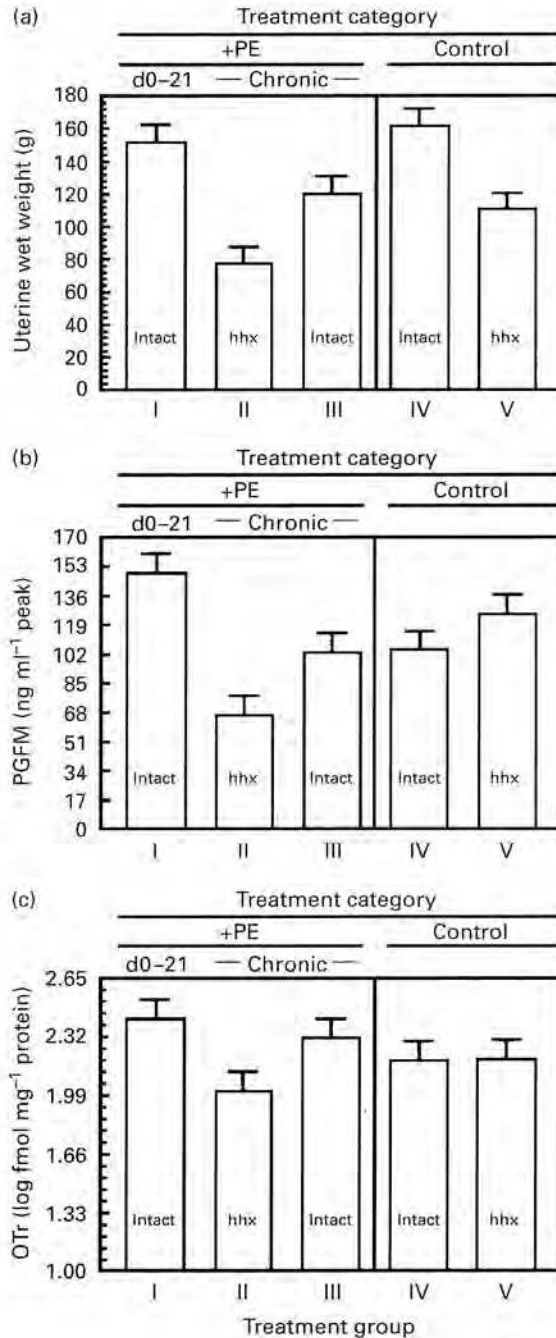 (a)
Treatment category
+PE Control
d0–21 — Chronic —
Uterine wet weight (g)
180
160
140
120
100
80
60
40
20
0
Intact hhx Intact Intact hhx
I II III IV V
(b)
Treatment category
+PE Control
d0–21 — Chronic —
PGFM (ng ml⁻¹ peak)
170
153
136
119
102
85
68
51
34
17
0
Intact hhx Intact Intact hhx
I II III IV V
(c)
Treatment category
+PE Control
d0–21 — Chronic —
OTr (log fmol mg⁻¹ protein)
2.65
2.32
1.99
1.66
1.33
1.00
Intact hhx Intact Intact hhx
I II III IV V
Treatment group